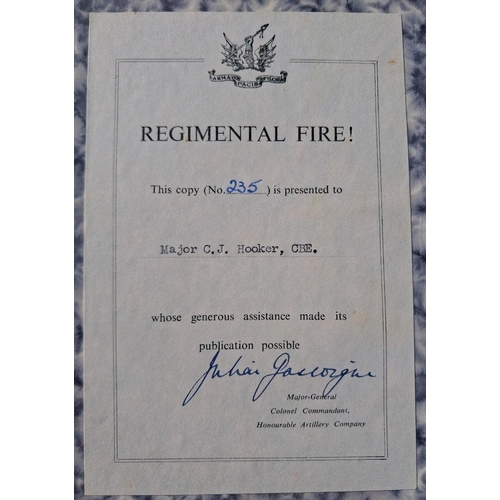 ARMA PACIS FULCRA
REGIMENTAL FIRE!
This copy (No. 235 ) is presented to
Major C.J. Hooker, CBE.
whose generous assistance made its
publication possible
Julian Gascoigne
Major-General
Colonel Commandant,
Honourable Artillery Company